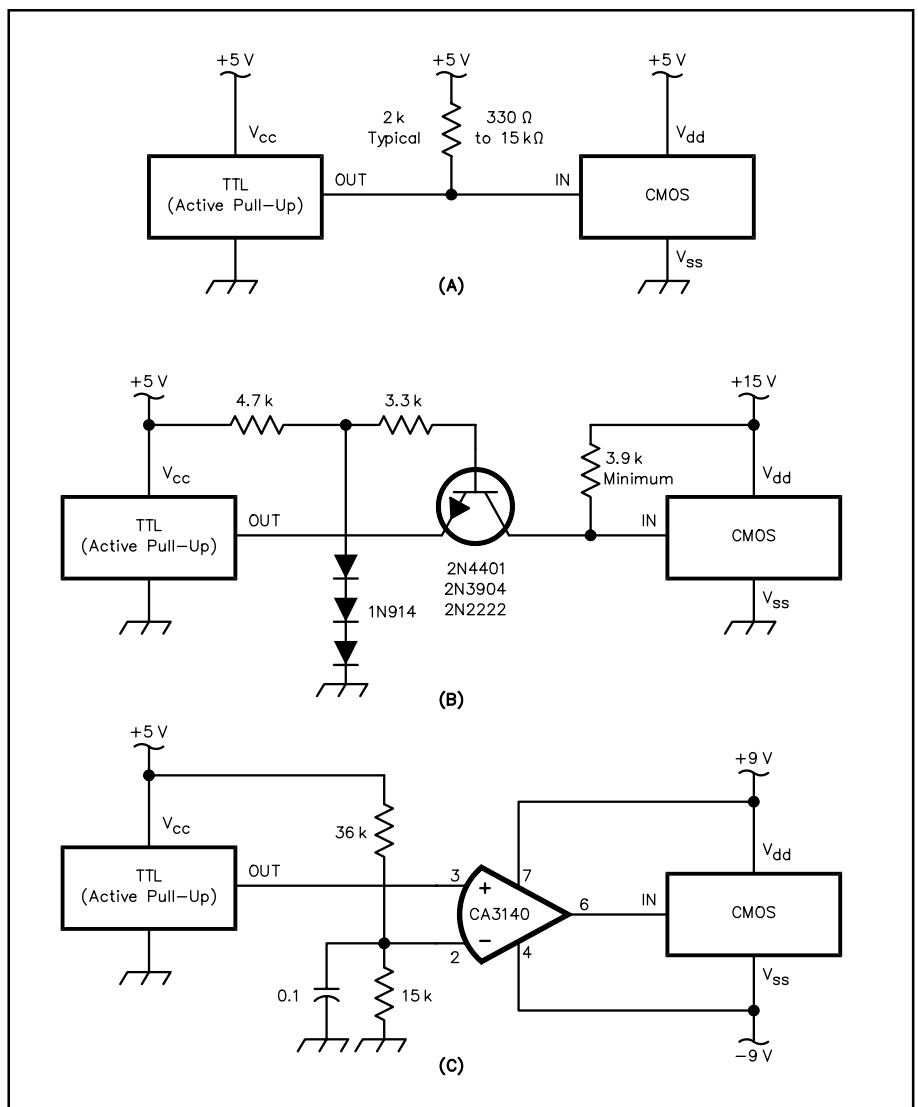 +5 V
+5 V
+5 V
2 k
Typical
330 Ω
to 15 kΩ
Vcc
Vdd
TTL
(Active Pull-Up)
OUT
IN
CMOS
Vss
(A)
+5 V
4.7 k
3.3 k
+15 V
Vcc
3.9 k
Minimum
Vdd
TTL
(Active Pull-Up)
OUT
IN
CMOS
2N4401
2N3904
2N2222
1N914
Vss
(B)
+5 V
+9 V
Vcc
36 k
Vdd
TTL
(Active Pull-Up)
OUT
3
+
7
CA3140
6
IN
CMOS
2
−
4
0.1
15 k
Vss
-9 V
(C)